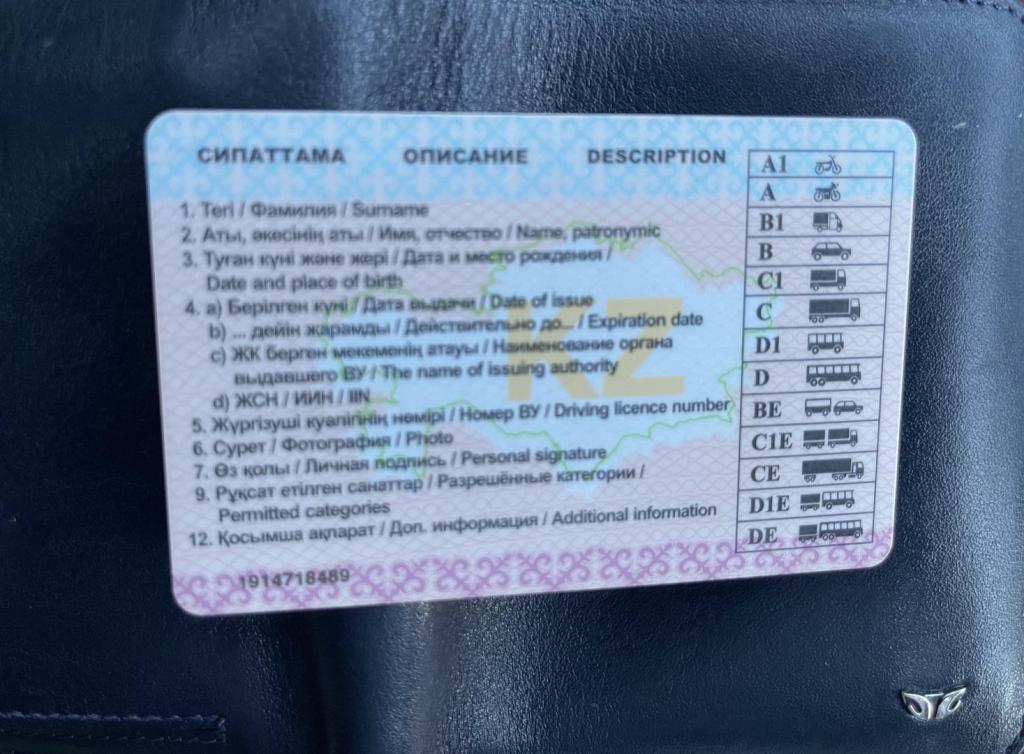 СИПАТТАМА ОПИСАНИЕ DESCRIPTION
1. Тегі / Фамилия / Surname
2. Аты, әкесінің аты / Имя, отчество / Name, patronymic
3. Туған күні және жері / Дата и место рождения /
Date and place of birth
4. a) Берілген күні / Дата выдачи / Date of issue
b) ... дейін жарамды / Действительно до... / Expiration date
c) ЖК берген мекеменің атауы / Наименование органа
выдавшего ВУ / The name of issuing authority
d) ЖСН / ИИН / IIN
5. Жүргізуші куәлігінің нөмірі / Номер ВУ / Driving licence number
6. Сурет / Фотография / Photo
7. Өз қолы / Личная подпись / Personal signature
9. Рұқсат етілген санаттар / Разрешённые категории /
Permitted categories
12. Қосымша ақпарат / Доп. информация / Additional information
1914718489
KZ
A1
A
B1
B
C1
C
D1
D
BE
C1E
CE
D1E
DE